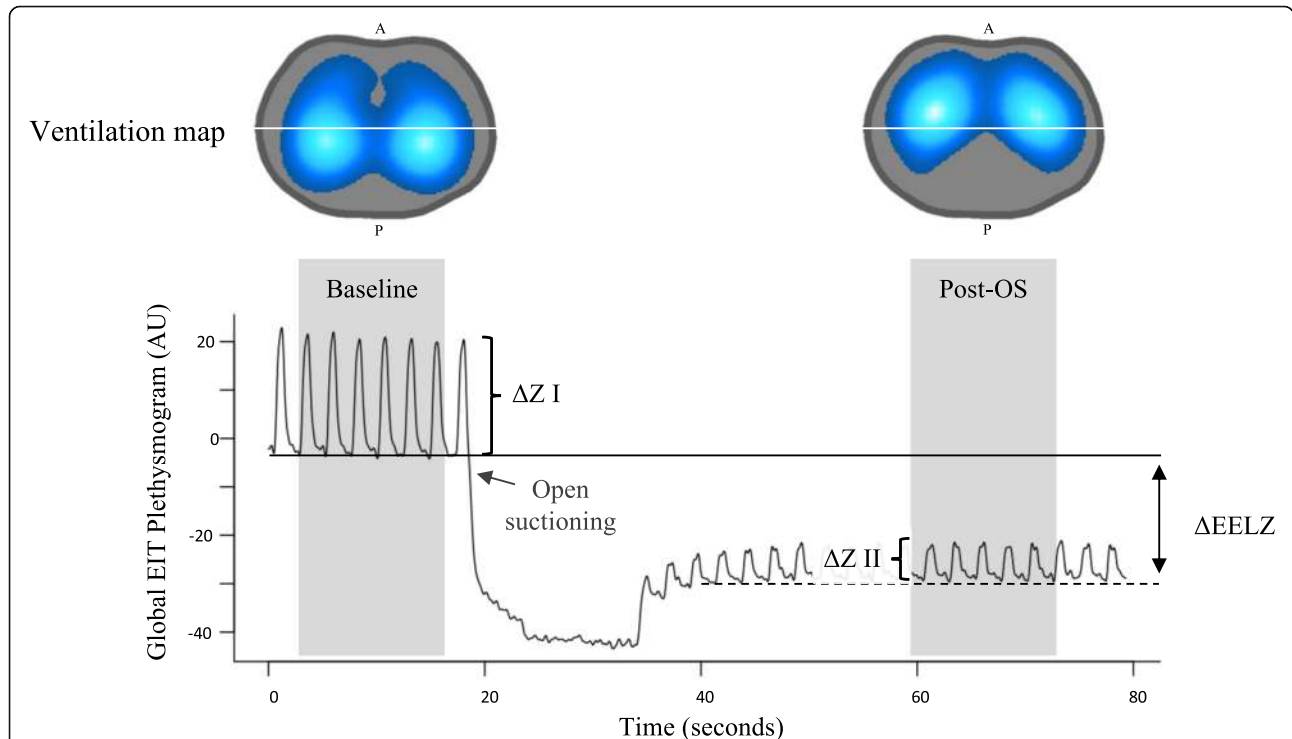 A
A
Ventilation map
P
P
Baseline
Post-OS
Global EIT Plethysmogram (AU)
20
0
-20
-40
ΔZ I
Open
suctioning
ΔZ II
ΔEELZ
0
20
40
60
80
Time (seconds)